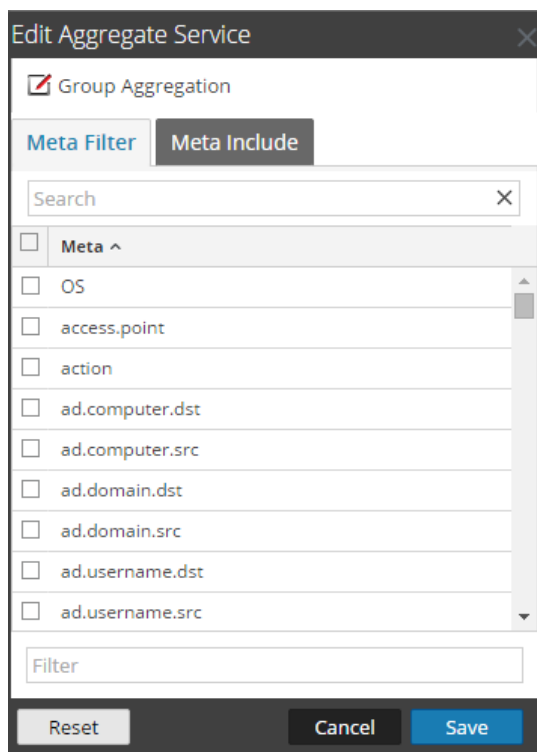 Edit Aggregate Service
Group Aggregation
Meta Filter Meta Include
Search
Meta
OS
access.point
action
ad.computer.dst
ad.computer.src
ad.domain.dst
ad.domain.src
ad.username.dst
ad.username.src
Filter
Reset Cancel Save